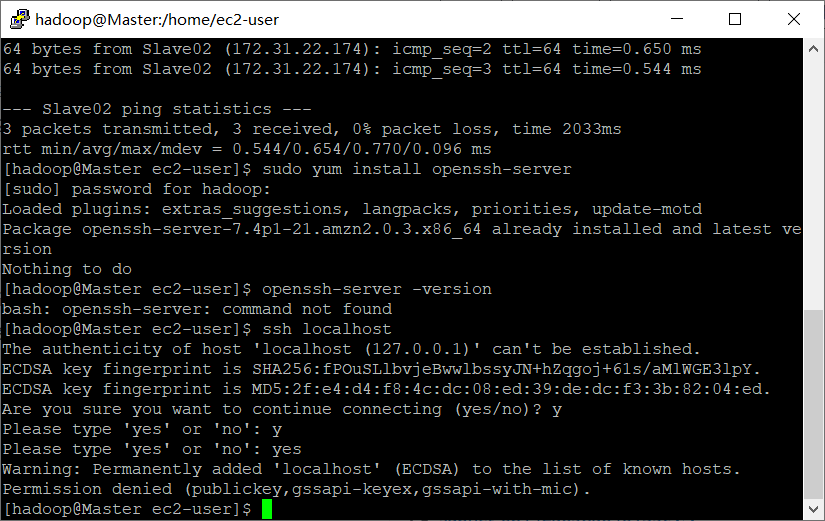 hadoop@Master:/home/ec2-user
64 bytes from Slave02 (172.31.22.174): icmp_seq=2 ttl=64 time=0.650 ms
64 bytes from Slave02 (172.31.22.174): icmp_seq=3 ttl=64 time=0.544 ms
--- Slave02 ping statistics ---
3 packets transmitted, 3 received, 0% packet loss, time 2033ms
rtt min/avg/max/mdev = 0.544/0.654/0.770/0.096 ms
[hadoop@Master ec2-user]$ sudo yum install openssh-server
[sudo] password for hadoop:
Loaded plugins: extras_suggestions, langpacks, priorities, update-motd
Package openssh-server-7.4p1-21.amzn2.0.3.x86_64 already installed and latest ve
rsion
Nothing to do
[hadoop@Master ec2-user]$ openssh-server -version
bash: openssh-server: command not found
[hadoop@Master ec2-user]$ ssh localhost
The authenticity of host 'localhost (127.0.0.1)' can't be established.
ECDSA key fingerprint is SHA256:fPOuSLlbvjeBwwlbssyJN+hZqgoj+61s/aMlWGE3lpY.
ECDSA key fingerprint is MD5:2f:e4:d4:f8:4c:dc:08:ed:39:de:dc:f3:3b:82:04:ed.
Are you sure you want to continue connecting (yes/no)? y
Please type 'yes' or 'no': y
Please type 'yes' or 'no': yes
Warning: Permanently added 'localhost' (ECDSA) to the list of known hosts.
Permission denied (publickey,gssapi-keyex,gssapi-with-mic).
[hadoop@Master ec2-user]$